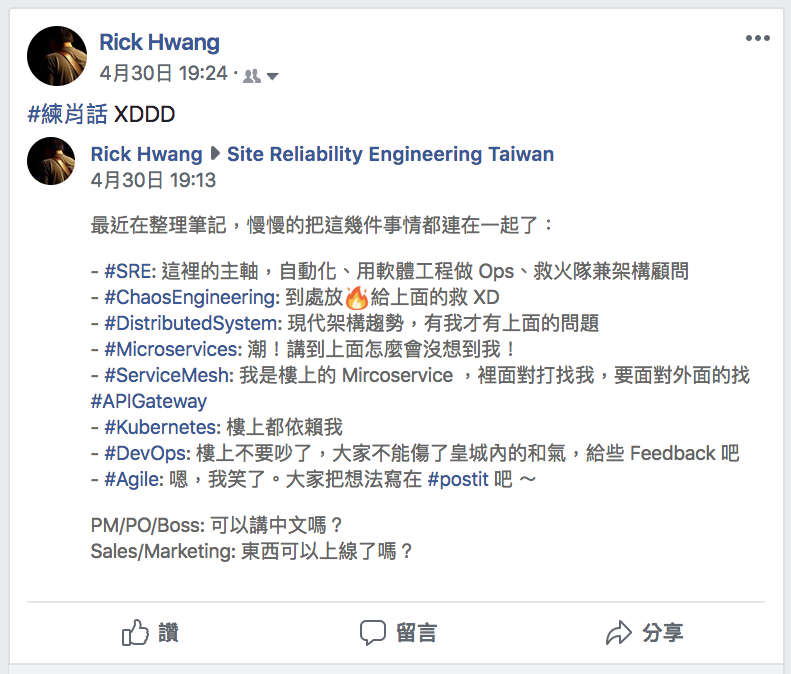 Rick Hwang
4月30日 19:24 ·
#練肖話 XDDD
Rick Hwang ▶ Site Reliability Engineering Taiwan
4月30日 19:13
最近在整理筆記，慢慢的把這幾件事情都連在一起了：
- #SRE: 這裡的主軸，自動化、用軟體工程做 Ops、救火隊兼架構顧問
- #ChaosEngineering: 到處放🔥給上面的救 XD
- #DistributedSystem: 現代架構趨勢，有我才有上面的問題
- #Microservices: 潮！講到上面怎麼會沒想到我！
- #ServiceMesh: 我是樓上的 Mircoservice ，裡面對打找我，要面對外面的找
#APIGateway
- #Kubernetes: 樓上都依賴我
- #DevOps: 樓上不要吵了，大家不能傷了皇城內的和氣，給些 Feedback 吧
- #Agile: 嗯，我笑了。大家把想法寫在 #postit 吧 ～
PM/PO/Boss: 可以講中文嗎？
Sales/Marketing: 東西可以上線了嗎？
讚
留言
分享